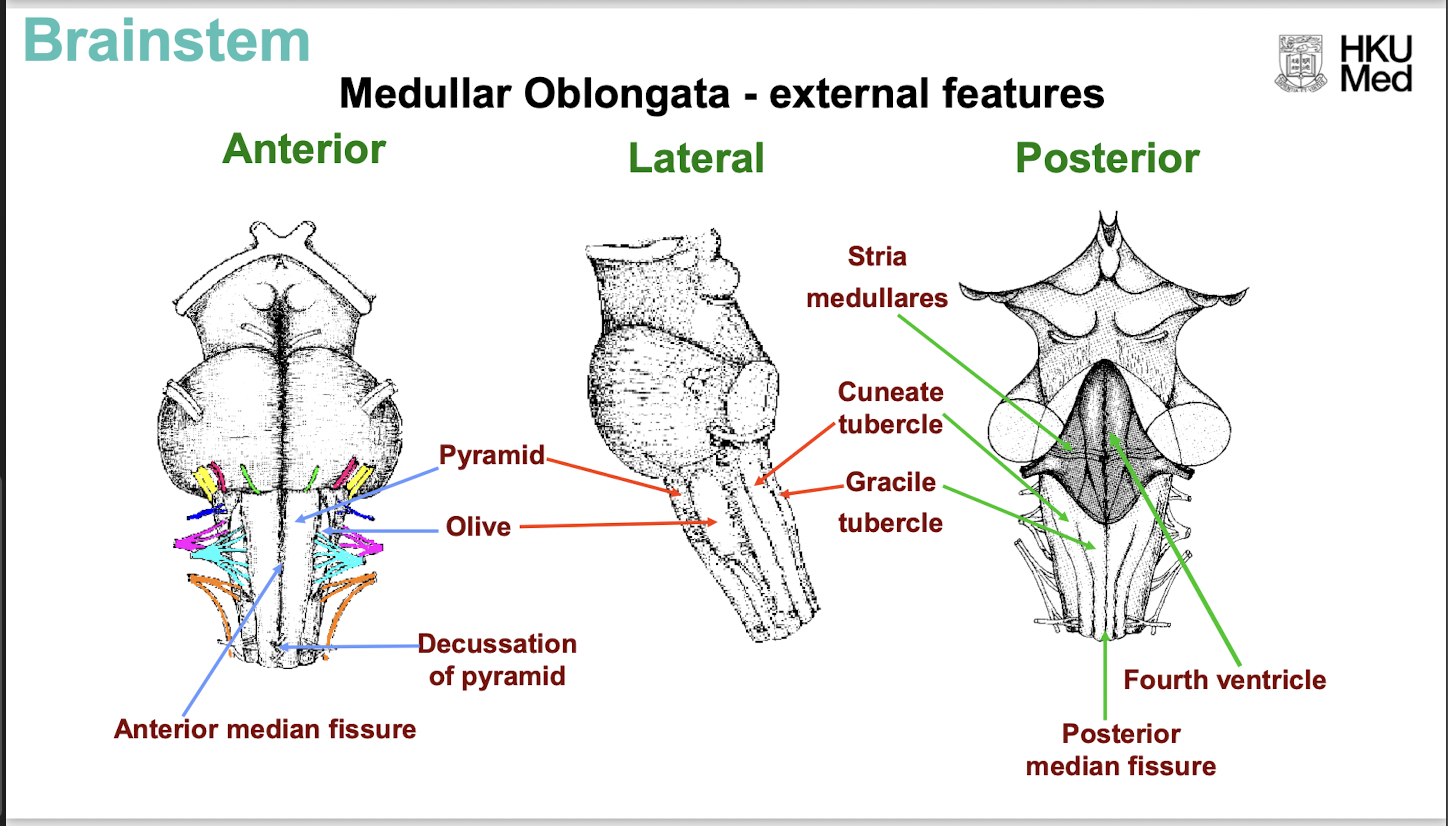 Brainstem
HKU
Med
Medullar Oblongata - external features
Anterior
Lateral
Posterior
Stria
medullares
Cuneate
tubercle
Pyramid
Gracile
tubercle
Olive
Decussation
of pyramid
Fourth ventricle
Anterior median fissure
Posterior
median fissure